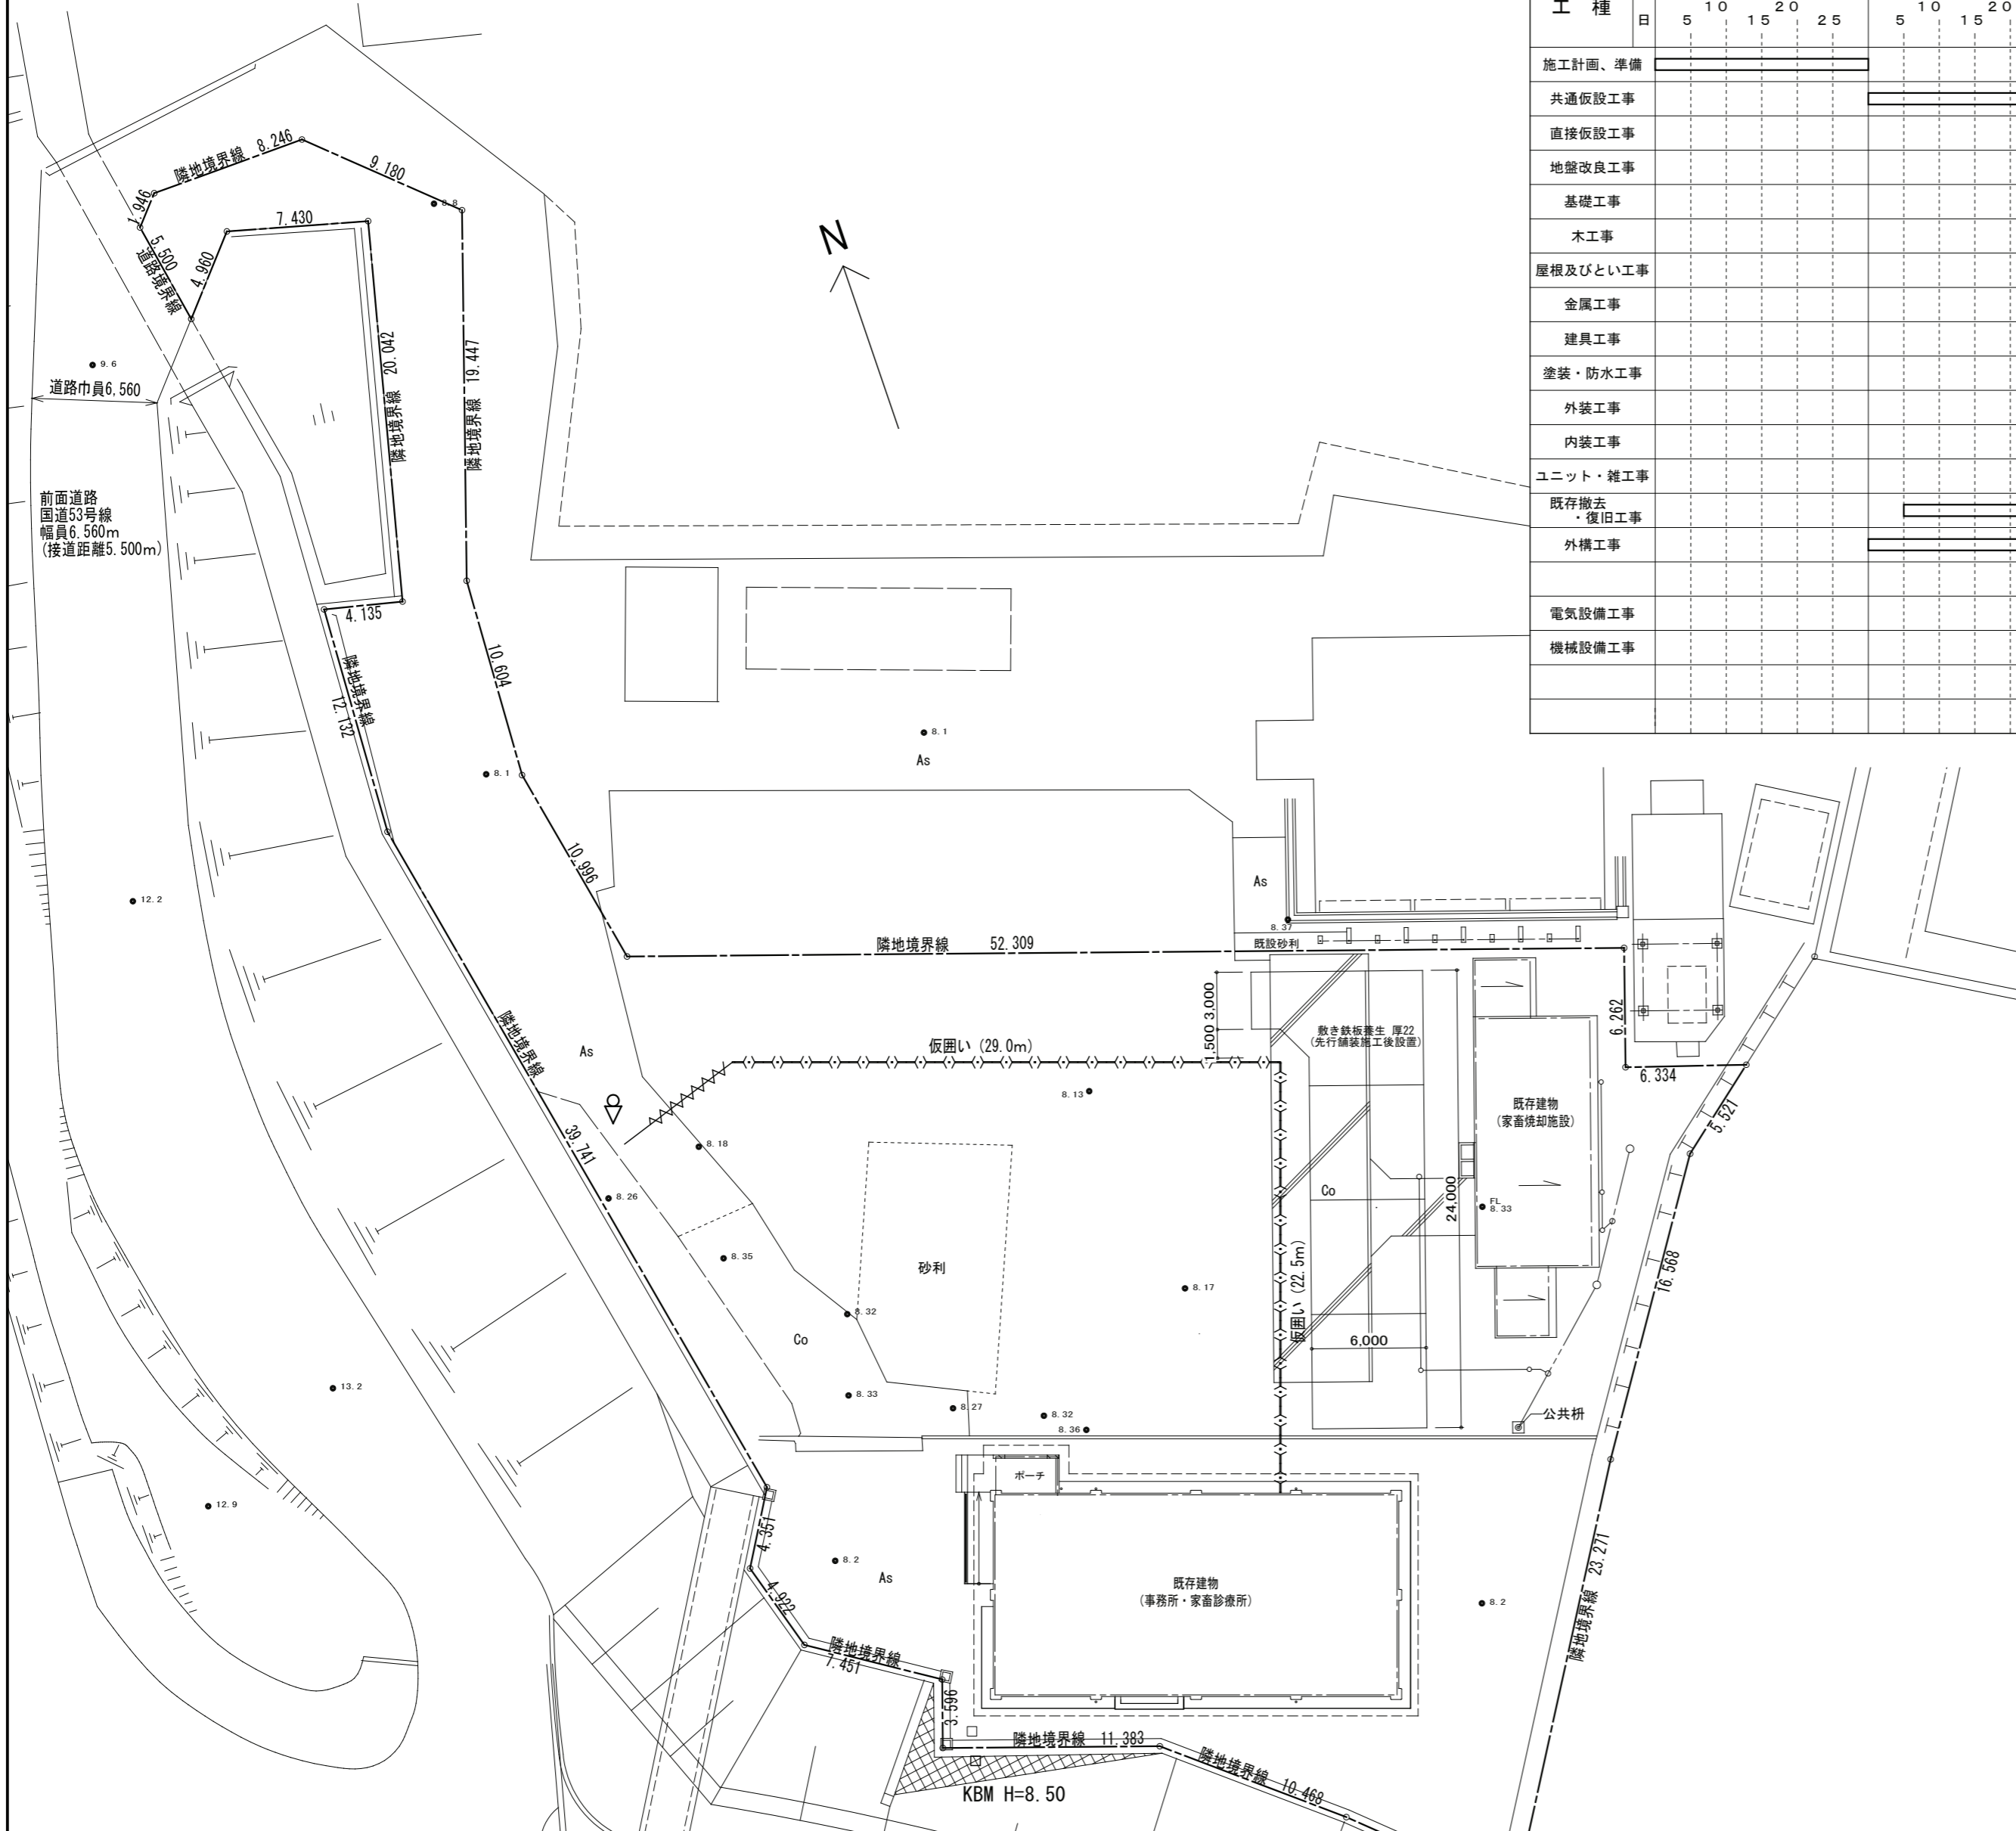 工 種
日
5 10 15 20 25 5 10 15 20
施工計画、準備
共通仮設工事
直接仮設工事
地盤改良工事
基礎工事
木工事
屋根及びとい工事
金属工事
建具工事
塗装・防水工事
外装工事
内装工事
ユニット・雑工事
既存撤去
・復旧工事
外構工事
電気設備工事
機械設備工事
隣地境界線 8.246
9.180
8.8
1.946
7.430
5.500
道路境界線
4.960
N
隣地境界線 20.042
隣地境界線 19.447
9.6
道路巾員6,560
前面道路
国道53号線
幅員6.560m
(接道距離5.500m)
4.135
隣地境界線
12.132
10.604
8.1
8.1
As
10.996
12.2
As
8.37
既設砂利
隣地境界線 52.309
隣地境界線
39.741
As
仮囲い (29.0m)
1,500 3,000
敷き鉄板養生 厚22
(先行舗装施工後設置)
6.262
6.334
5.521
8.13
既存建物
(家畜焼却施設)
8.18
8.26
Co
24,000
FL
8.33
8.35
砂利
8.17
仮囲い (22.5m)
16.568
8.32
Co
6,000
13.2
8.33
8.27
8.32
8.36
公共枡
ポーチ
12.9
4.351
8.2
As
既存建物
(事務所・家畜診療所)
8.2
隣地境界線 23.271
4.922
隣地境界線
7.451
3.596
隣地境界線 11.383
隣地境界線 10.468
KBM H=8.50